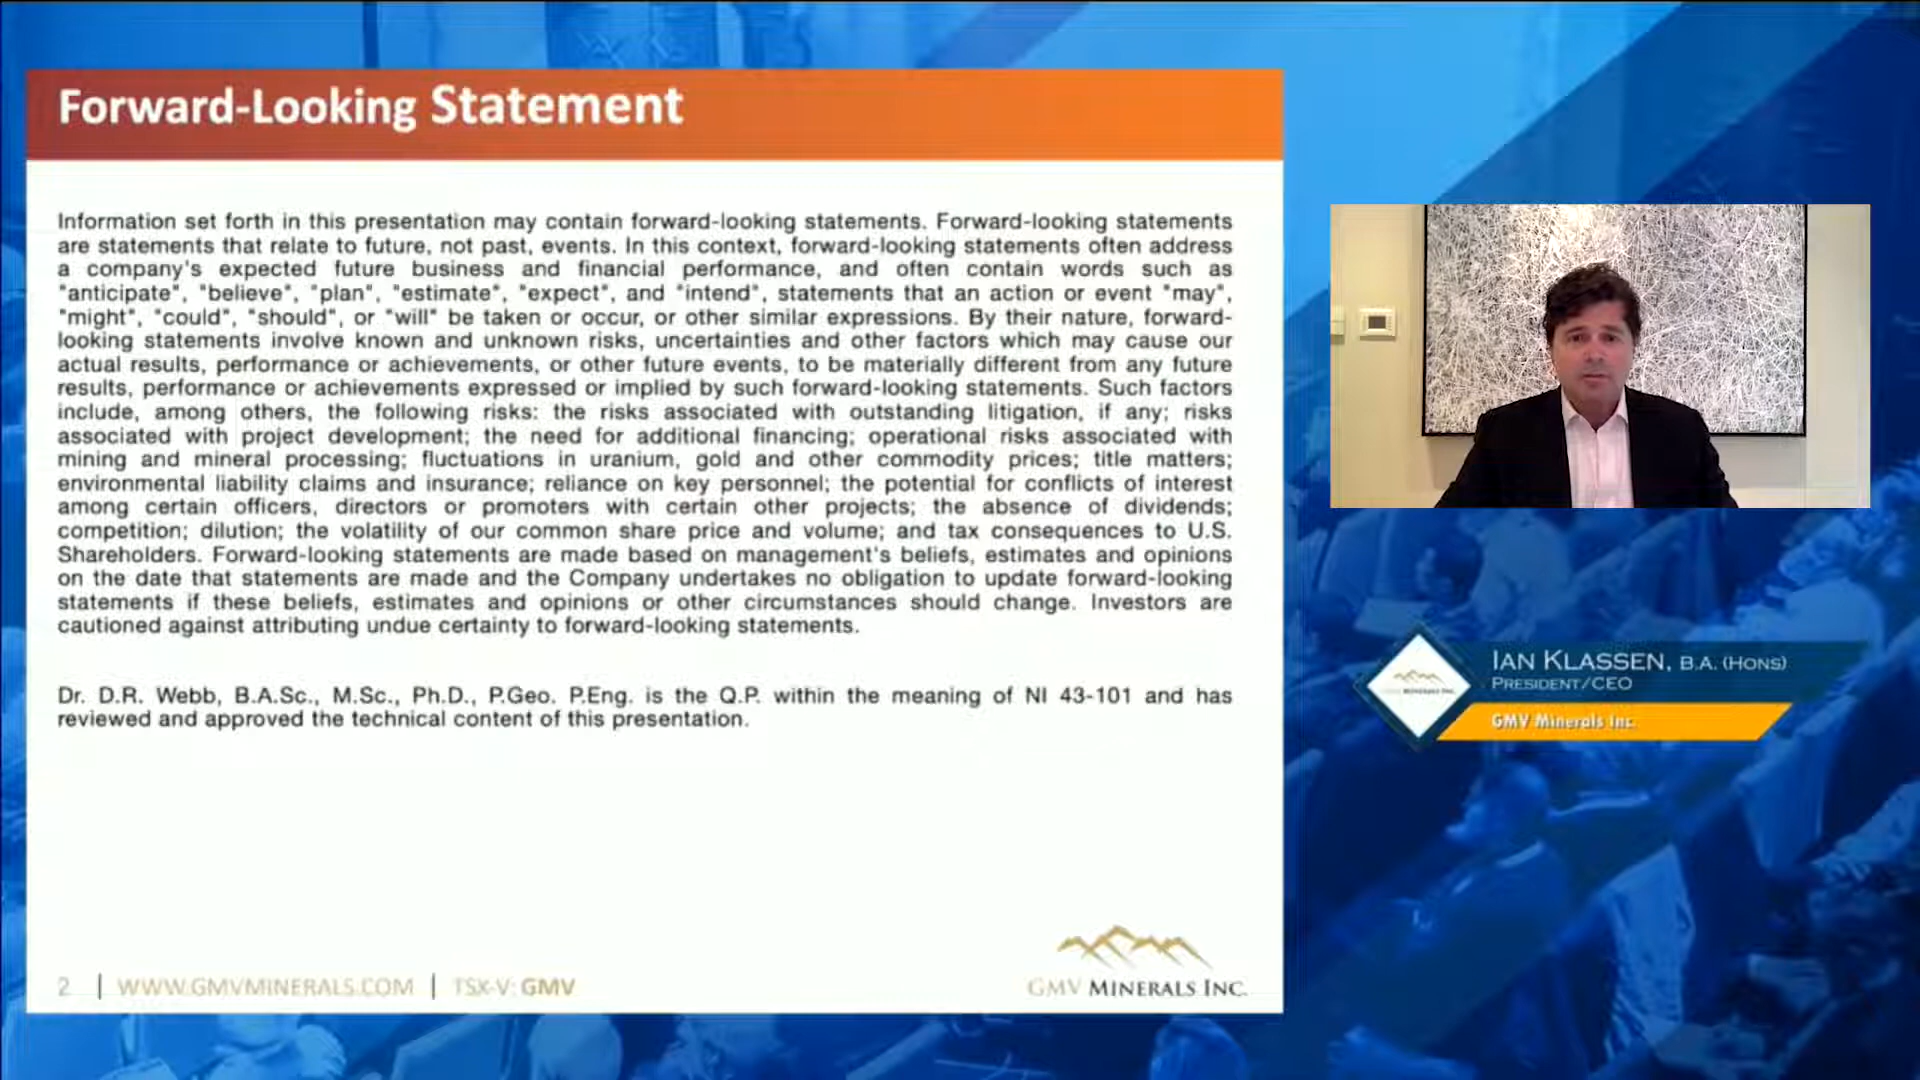 Forward-Looking Statement
Information set forth in this presentation may contain forward-looking statements. Forward-looking statements
are statements that relate to future, not past, events. In this context, forward-looking statements often address
a company's expected future business and financial performance, and often contain words such as
"anticipate", "believe", "plan", "estimate", "expect", and "intend", statements that an action or event "may",
"might", "could", "should", or "will" be taken or occur, or other similar expressions. By their nature, forward-
looking statements involve known and unknown risks, uncertainties and other factors which may cause our
actual results, performance or achievements, or other future events, to be materially different from any future
results, performance or achievements expressed or implied by such forward-looking statements. Such factors
include, among others, the following risks: the risks associated with outstanding litigation, if any; risks
associated with project development; the need for additional financing; operational risks associated with
mining and mineral processing; fluctuations in uranium, gold and other commodity prices; title matters;
environmental liability claims and insurance; reliance on key personnel; the potential for conflicts of interest
among certain officers, directors or promoters with certain other projects; the absence of dividends;
competition; dilution; the volatility of our common share price and volume; and tax consequences to U.S.
Shareholders. Forward-looking statements are made based on management's beliefs, estimates and opinions
on the date that statements are made and the Company undertakes no obligation to update forward-looking
statements if these beliefs, estimates and opinions or other circumstances should change. Investors are
cautioned against attributing undue certainty to forward-looking statements.
Dr. D.R. Webb, B.A.Sc., M.Sc., Ph.D., P.Geo. P.Eng. is the Q.P. within the meaning of NI 43-101 and has
reviewed and approved the technical content of this presentation.
2 | WWW.GMVMINERALS.COM | TSX-V: GMV
GMV MINERALS INC.
IAN KLASSEN, B.A. (HONS)
PRESIDENT/CEO
GMV Minerals Inc.